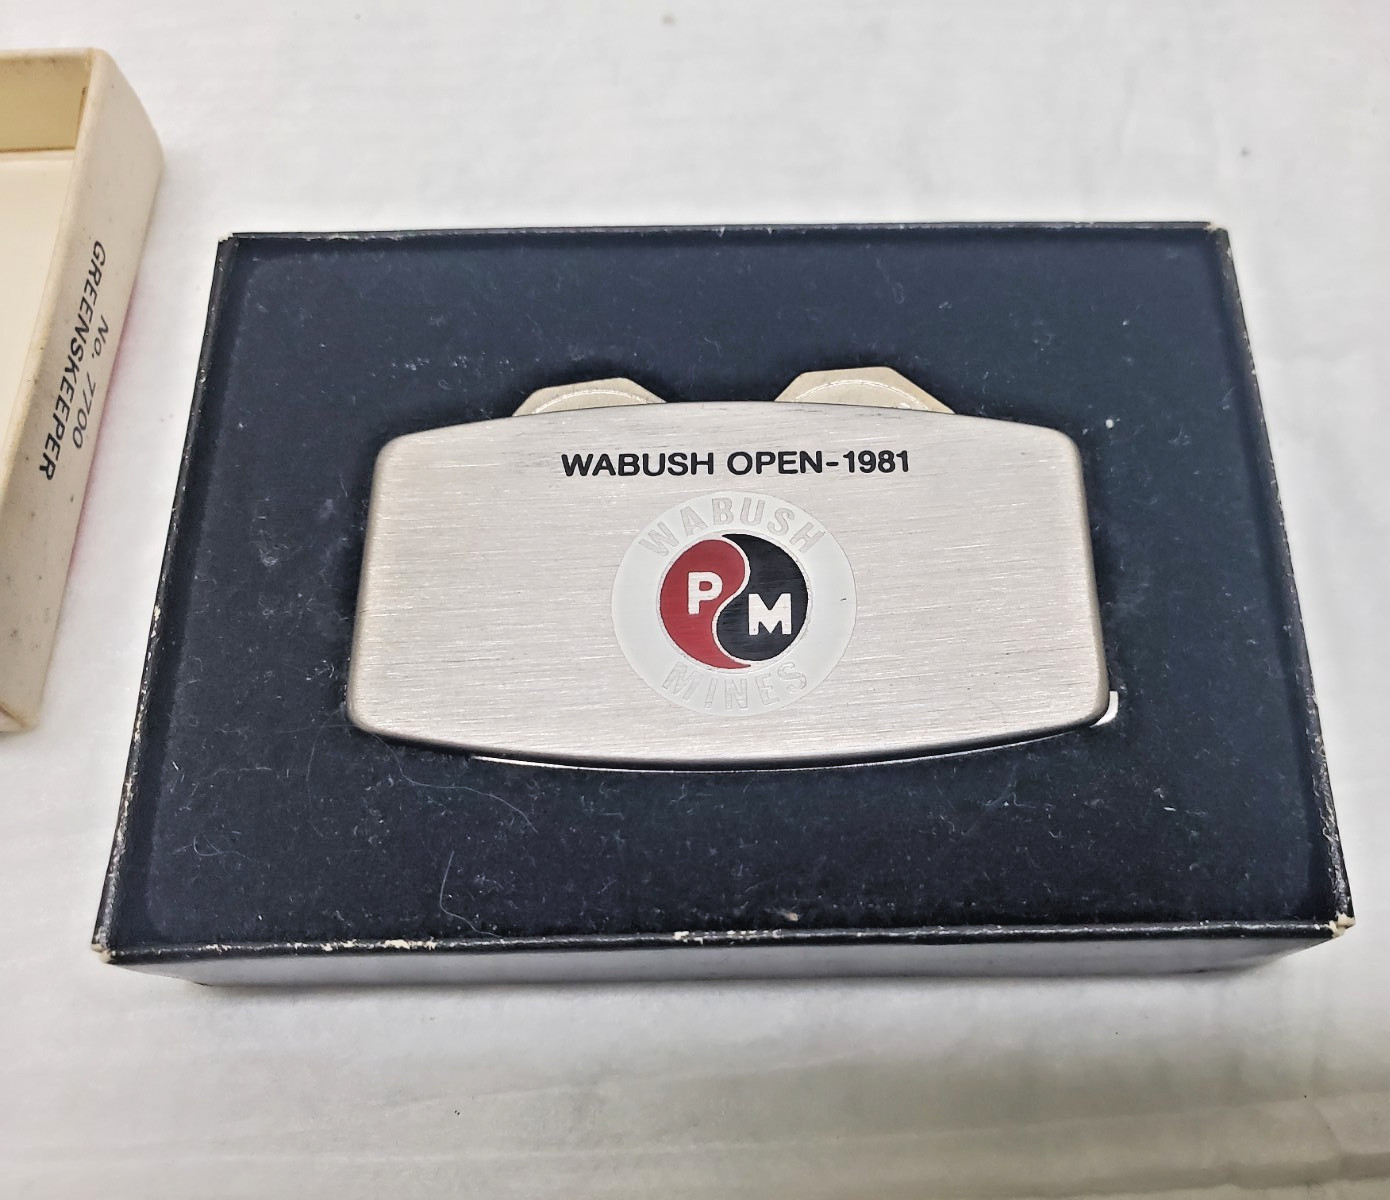 No. 7700
GREENSKEEPER
WABUSH OPEN-1981
WABUSH
P M
MINES